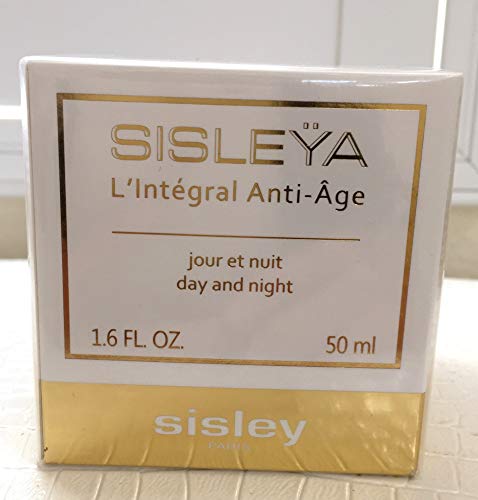 SISLEŸA
L'Intégral Anti-Âge
jour et nuit
day and night
1.6 FL. OZ. 50 ml
sisley
PARIS